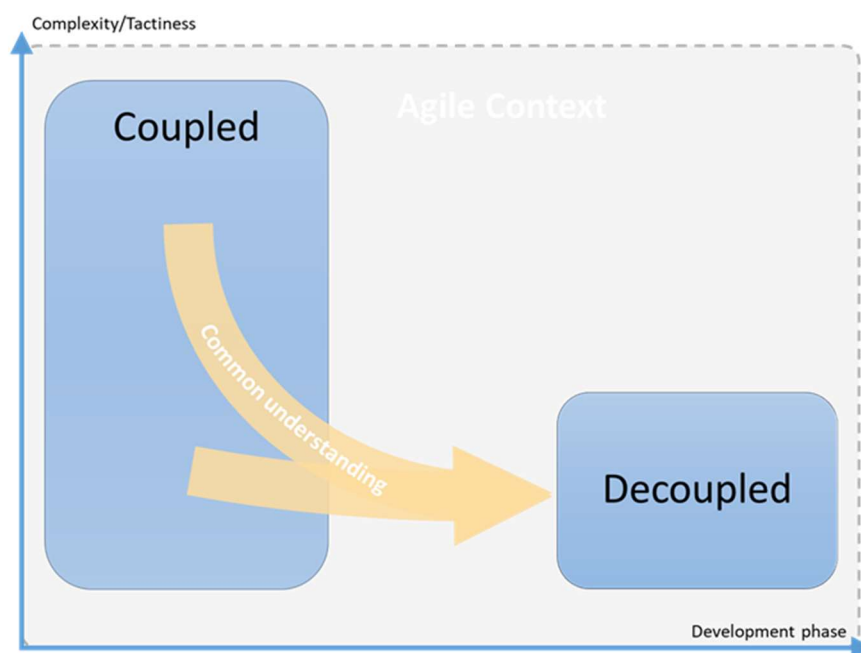 Complexity/Tactiness
Coupled
Agile Context
Common understanding
Decoupled
Development phase